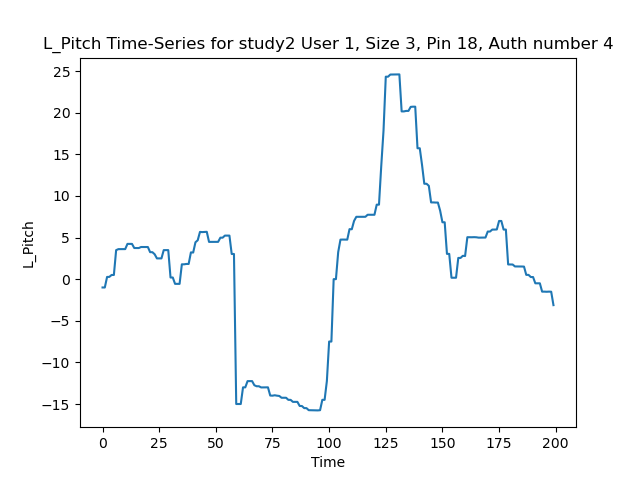 L_Pitch Time-Series for study2 User 1, Size 3, Pin 18, Auth number 4
25
20
15
10
5
0
−5
−10
−15
L_Pitch
0 25 50 75 100 125 150 175 200
Time